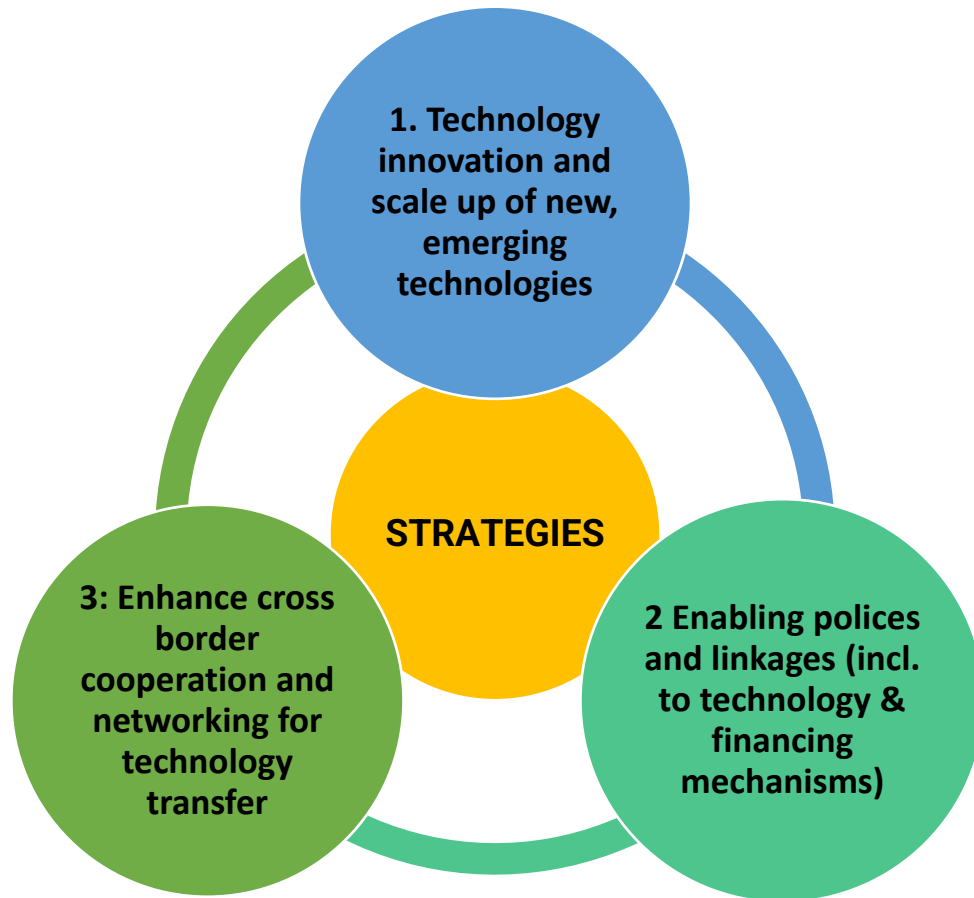 1. Technology
innovation and
scale up of new,
emerging
technologies
STRATEGIES
3: Enhance cross
border
cooperation and
networking for
technology
transfer
2 Enabling polices
and linkages (incl.
to technology &
financing
mechanisms)